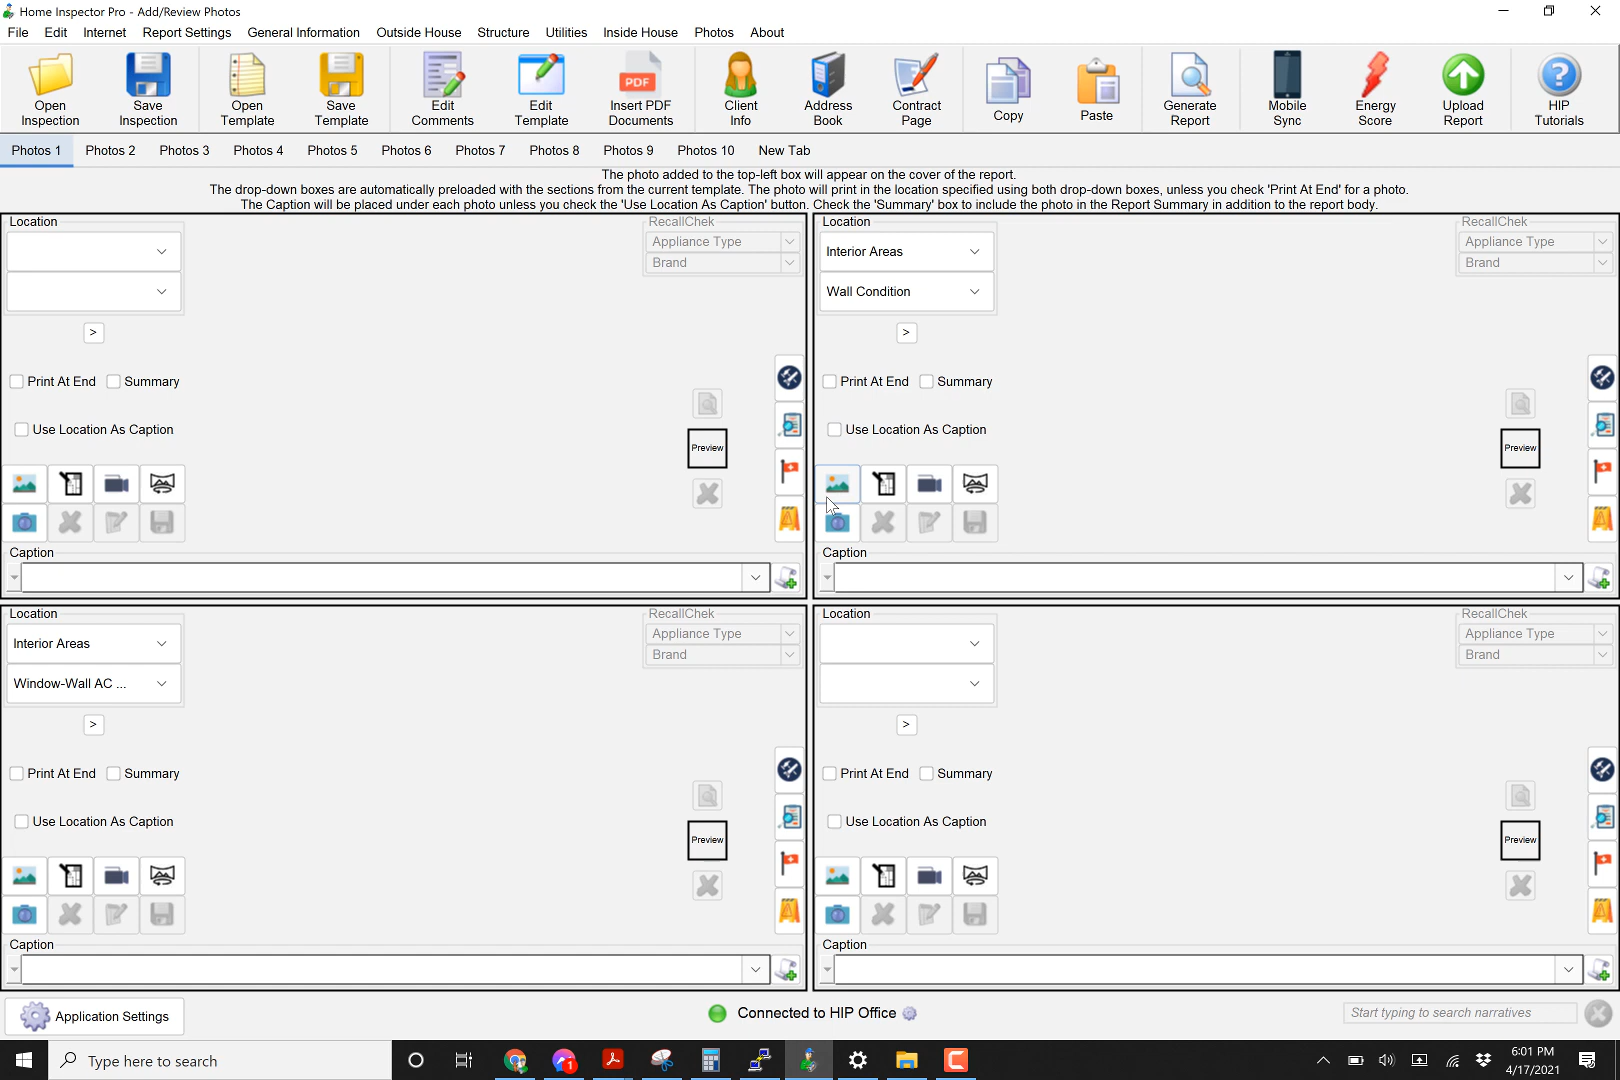 Home Inspector Pro - Add/Review Photos
File Edit Internet Report Settings General Information Outside House Structure Utilities Inside House Photos About
Open Inspection
Save Inspection
Open Template
Save Template
Edit Comments
Edit Template
PDF
Insert PDF Documents
Client Info
Address Book
Contract Page
Copy
Paste
Generate Report
Mobile Sync
Energy Score
Upload Report
?
HIP Tutorials
Photos 1 Photos 2 Photos 3 Photos 4 Photos 5 Photos 6 Photos 7 Photos 8 Photos 9 Photos 10 New Tab
The photo added to the top-left box will appear on the cover of the report.
The drop-down boxes are automatically preloaded with the sections from the current template. The photo will print in the location specified using both drop-down boxes, unless you check 'Print At End' for a photo.
The Caption will be placed under each photo unless you check the 'Use Location As Caption' button. Check the 'Summary' box to include the photo in the Report Summary in addition to the report body.
Location
RecallChek
Appliance Type
Brand
>
Print At End Summary
Use Location As Caption
Preview
Caption
Location
Interior Areas
Wall Condition
RecallChek
Appliance Type
Brand
>
Print At End Summary
Use Location As Caption
Preview
Caption
Location
Interior Areas
Window-Wall AC ...
RecallChek
Appliance Type
Brand
>
Print At End Summary
Use Location As Caption
Preview
Caption
Location
RecallChek
Appliance Type
Brand
>
Print At End Summary
Use Location As Caption
Preview
Caption
Application Settings
Connected to HIP Office
Start typing to search narratives
Type here to search
1
6:01 PM
4/17/2021